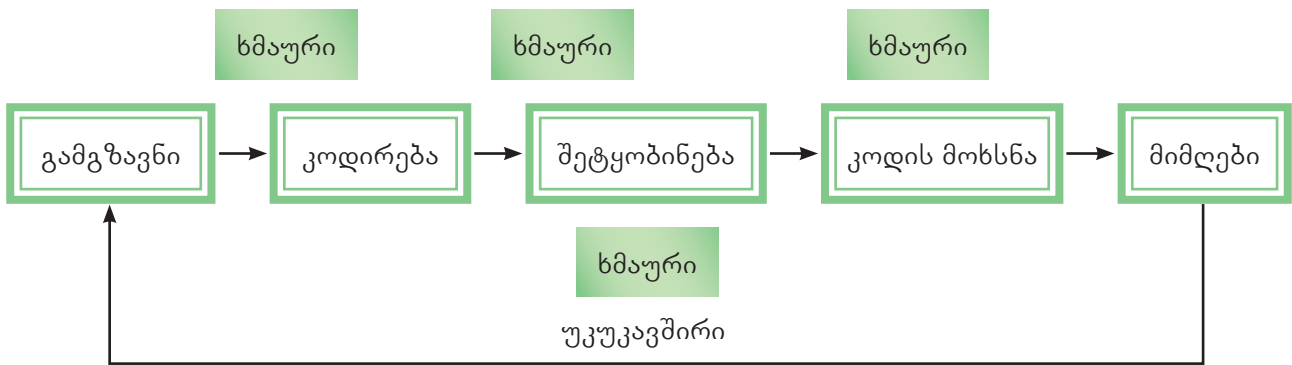 ხმაური ხმაური ხმაური
გამგზავნი კოდირება შეტყობინება კოდის მოხსნა მიმღები
ხმაური
უკუკავშირი